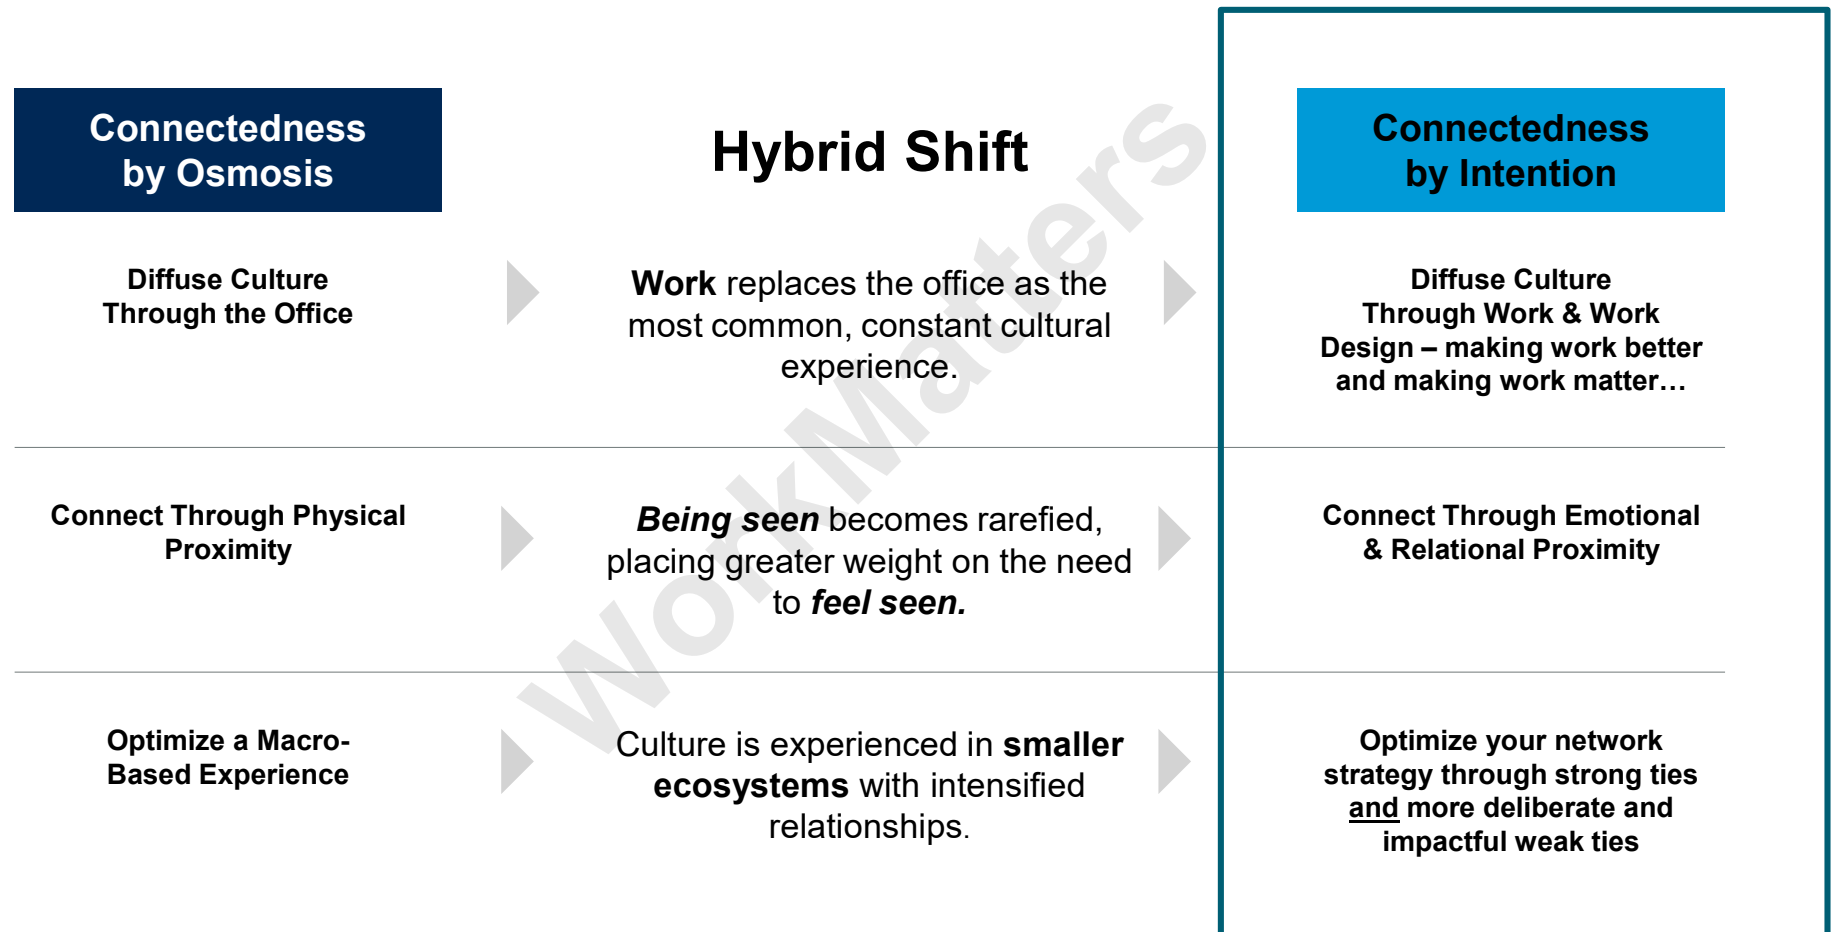 Connectedness
by Osmosis
Hybrid Shift
Connectedness
by Intention
Diffuse Culture
Through the Office
Work replaces the office as the
most common, constant cultural
experience.
Diffuse Culture
Through Work & Work
Design – making work better
and making work matter…
Connect Through Physical
Proximity
Being seen becomes rarefied,
placing greater weight on the need
to feel seen.
Connect Through Emotional
& Relational Proximity
Optimize a Macro-
Based Experience
Culture is experienced in smaller
ecosystems with intensified
relationships.
Optimize your network
strategy through strong ties
and more deliberate and
impactful weak ties
WorkMatters